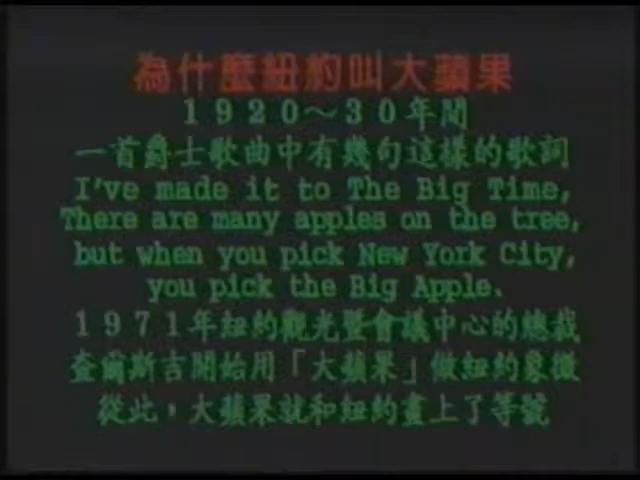 為什麼紐約叫大蘋果
1920～30年間
一首爵士歌曲中有幾句這樣的歌詞
I've made it to The Big Time,
There are many apples on the tree,
but when you pick New York City,
you pick the Big Apple.
1971年紐約觀光暨會議中心的總裁
查爾斯吉開始用「大蘋果」做紐約象徵
從此，大蘋果就和紐約畫上了等號